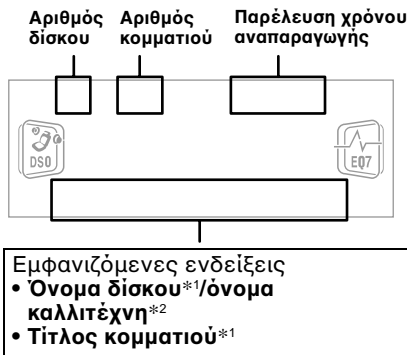 Αριθμός
δίσκου
Αριθμός
κομματιού
Παρέλευση χρόνου
αναπαραγωγής
DSO
EQ7
Εμφανιζόμενες ενδείξεις
• Όνομα δίσκου*1/όνομα
καλλιτέχνη*2
• Τίτλος κομματιού*1